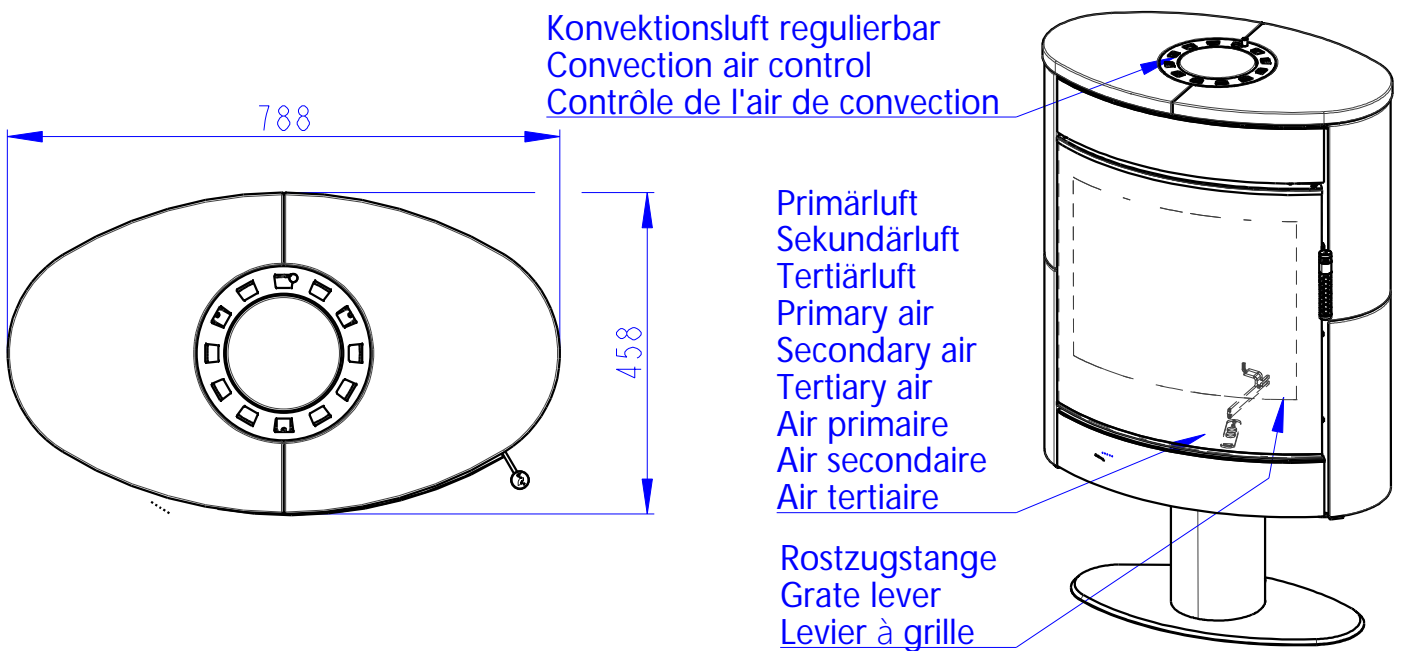 Konvektionsluft regulierbar
Convection air control
Contrôle de l'air de convection
788
458
Primärluft
Sekundärluft
Tertiärluft
Primary air
Secondary air
Tertiary air
Air primaire
Air secondaire
Air tertiaire
Rostzugstange
Grate lever
Levier à grille